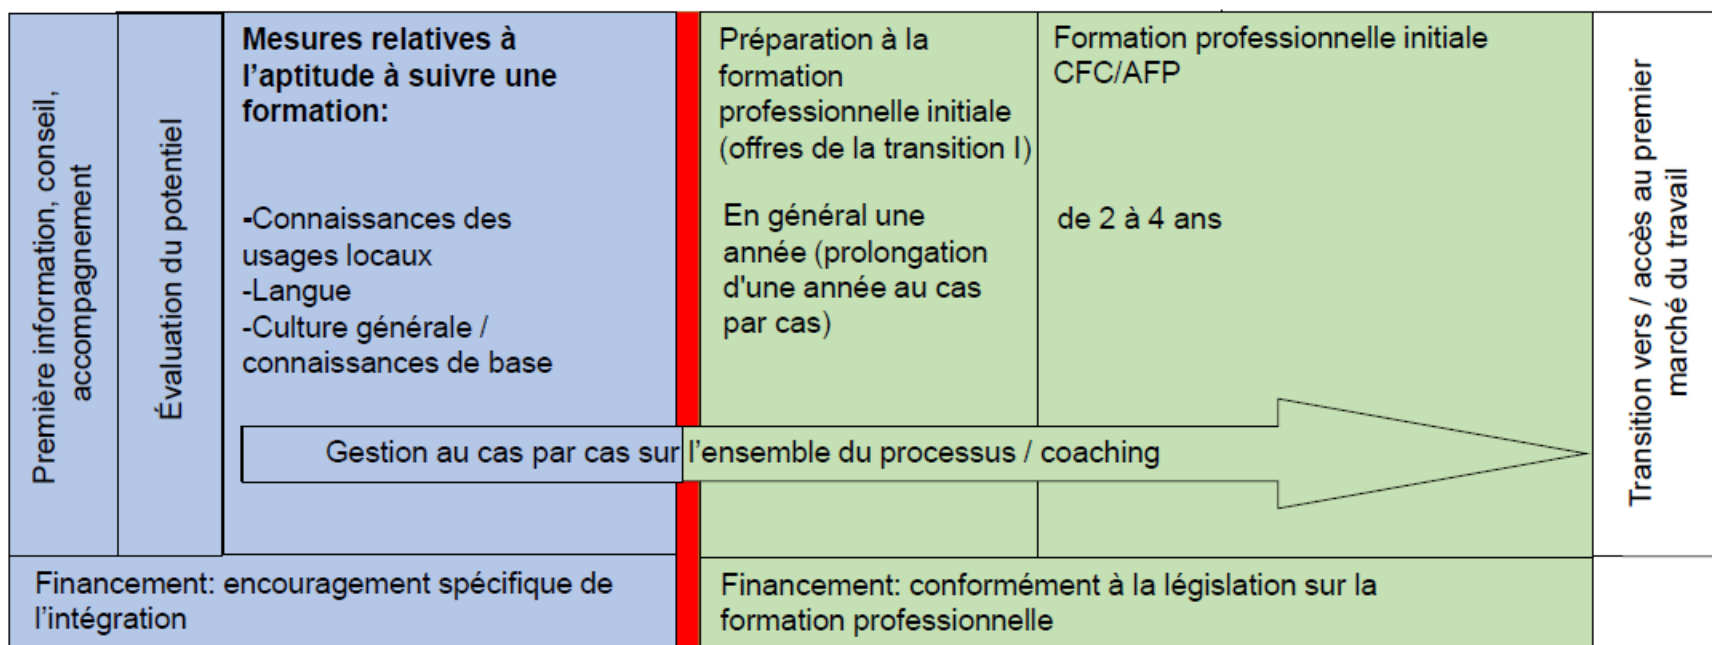 Première information, conseil,
accompagnement
Évaluation du potentiel
Mesures relatives à
l’aptitude à suivre une
formation:
-Connaissances des
usages locaux
-Langue
-Culture générale /
connaissances de base
Préparation à la
formation
professionnelle initiale
(offres de la transition I)
En général une
année (prolongation
d'une année au cas
par cas)
Formation professionnelle initiale
CFC/AFP
de 2 à 4 ans
Gestion au cas par cas sur l’ensemble du processus / coaching
Transition vers / accès au premier
marché du travail
Financement: encouragement spécifique de
l’intégration
Financement: conformément à la législation sur la
formation professionnelle